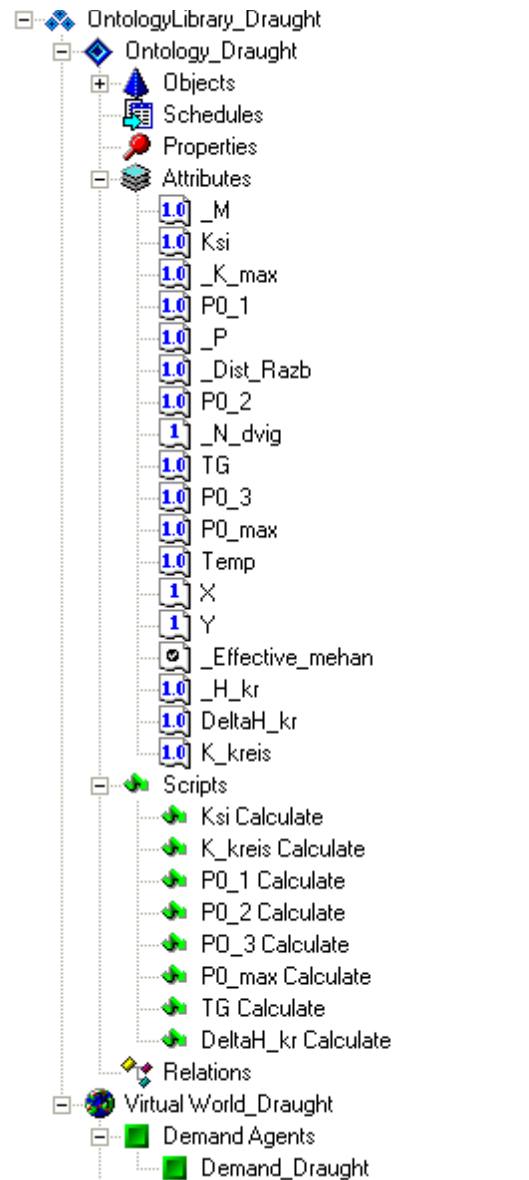 OntologyLibrary_Draught
Ontology_Draught
Objects
Schedules
Properties
Attributes
1.0 _M
1.0 Ksi
1.0 _K_max
1.0 P0_1
1.0 _P
1.0 _Dist_Razb
1.0 P0_2
1 _N_dvig
1.0 TG
1.0 P0_3
1.0 P0_max
1.0 Temp
1 X
1 Y
_Effective_mehan
1.0 _H_kr
1.0 DeltaH_kr
1.0 K_kreis
Scripts
Ksi Calculate
K_kreis Calculate
P0_1 Calculate
P0_2 Calculate
PO_3 Calculate
P0_max Calculate
TG Calculate
DeltaH_kr Calculate
Relations
Virtual World_Draught
Demand Agents
Demand_Draught